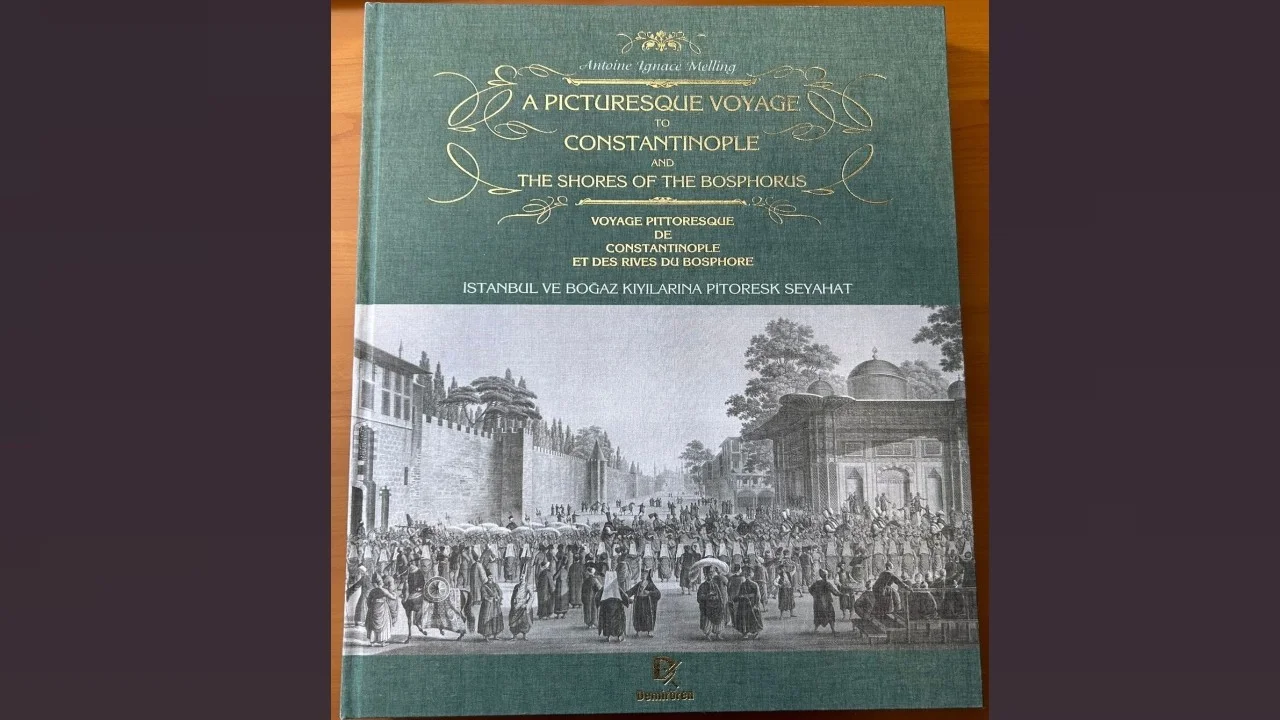 Antoine Ignace Melling
A PICTURESQUE VOYAGE
TO
CONSTANTINOPLE
AND
THE SHORES OF THE BOSPHORUS
VOYAGE PITTORESQUE
DE
CONSTANTINOPLE
ET DES RIVES DU BOSPHORE
ISTANBUL VE BOĞAZ KIYILARINA PITORESK SEYAHAT
Demirören